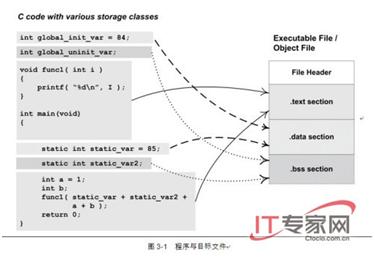 C code with various storage classes
Executable File /
Object File
int global_init_var = 84;
int global_uninit_var;
void func1( int i )
{
printf( "%d\n", I );
}
int main(void)
{
static int static_var = 85;
static int static_var2;
int a = 1;
int b;
func1( static_var + static_var2 +
a + b );
return 0;
}
File Header
.text section
.data section
.bss section
IT专家网
Ctocio.com.cn
图 3-1 程序与目标文件